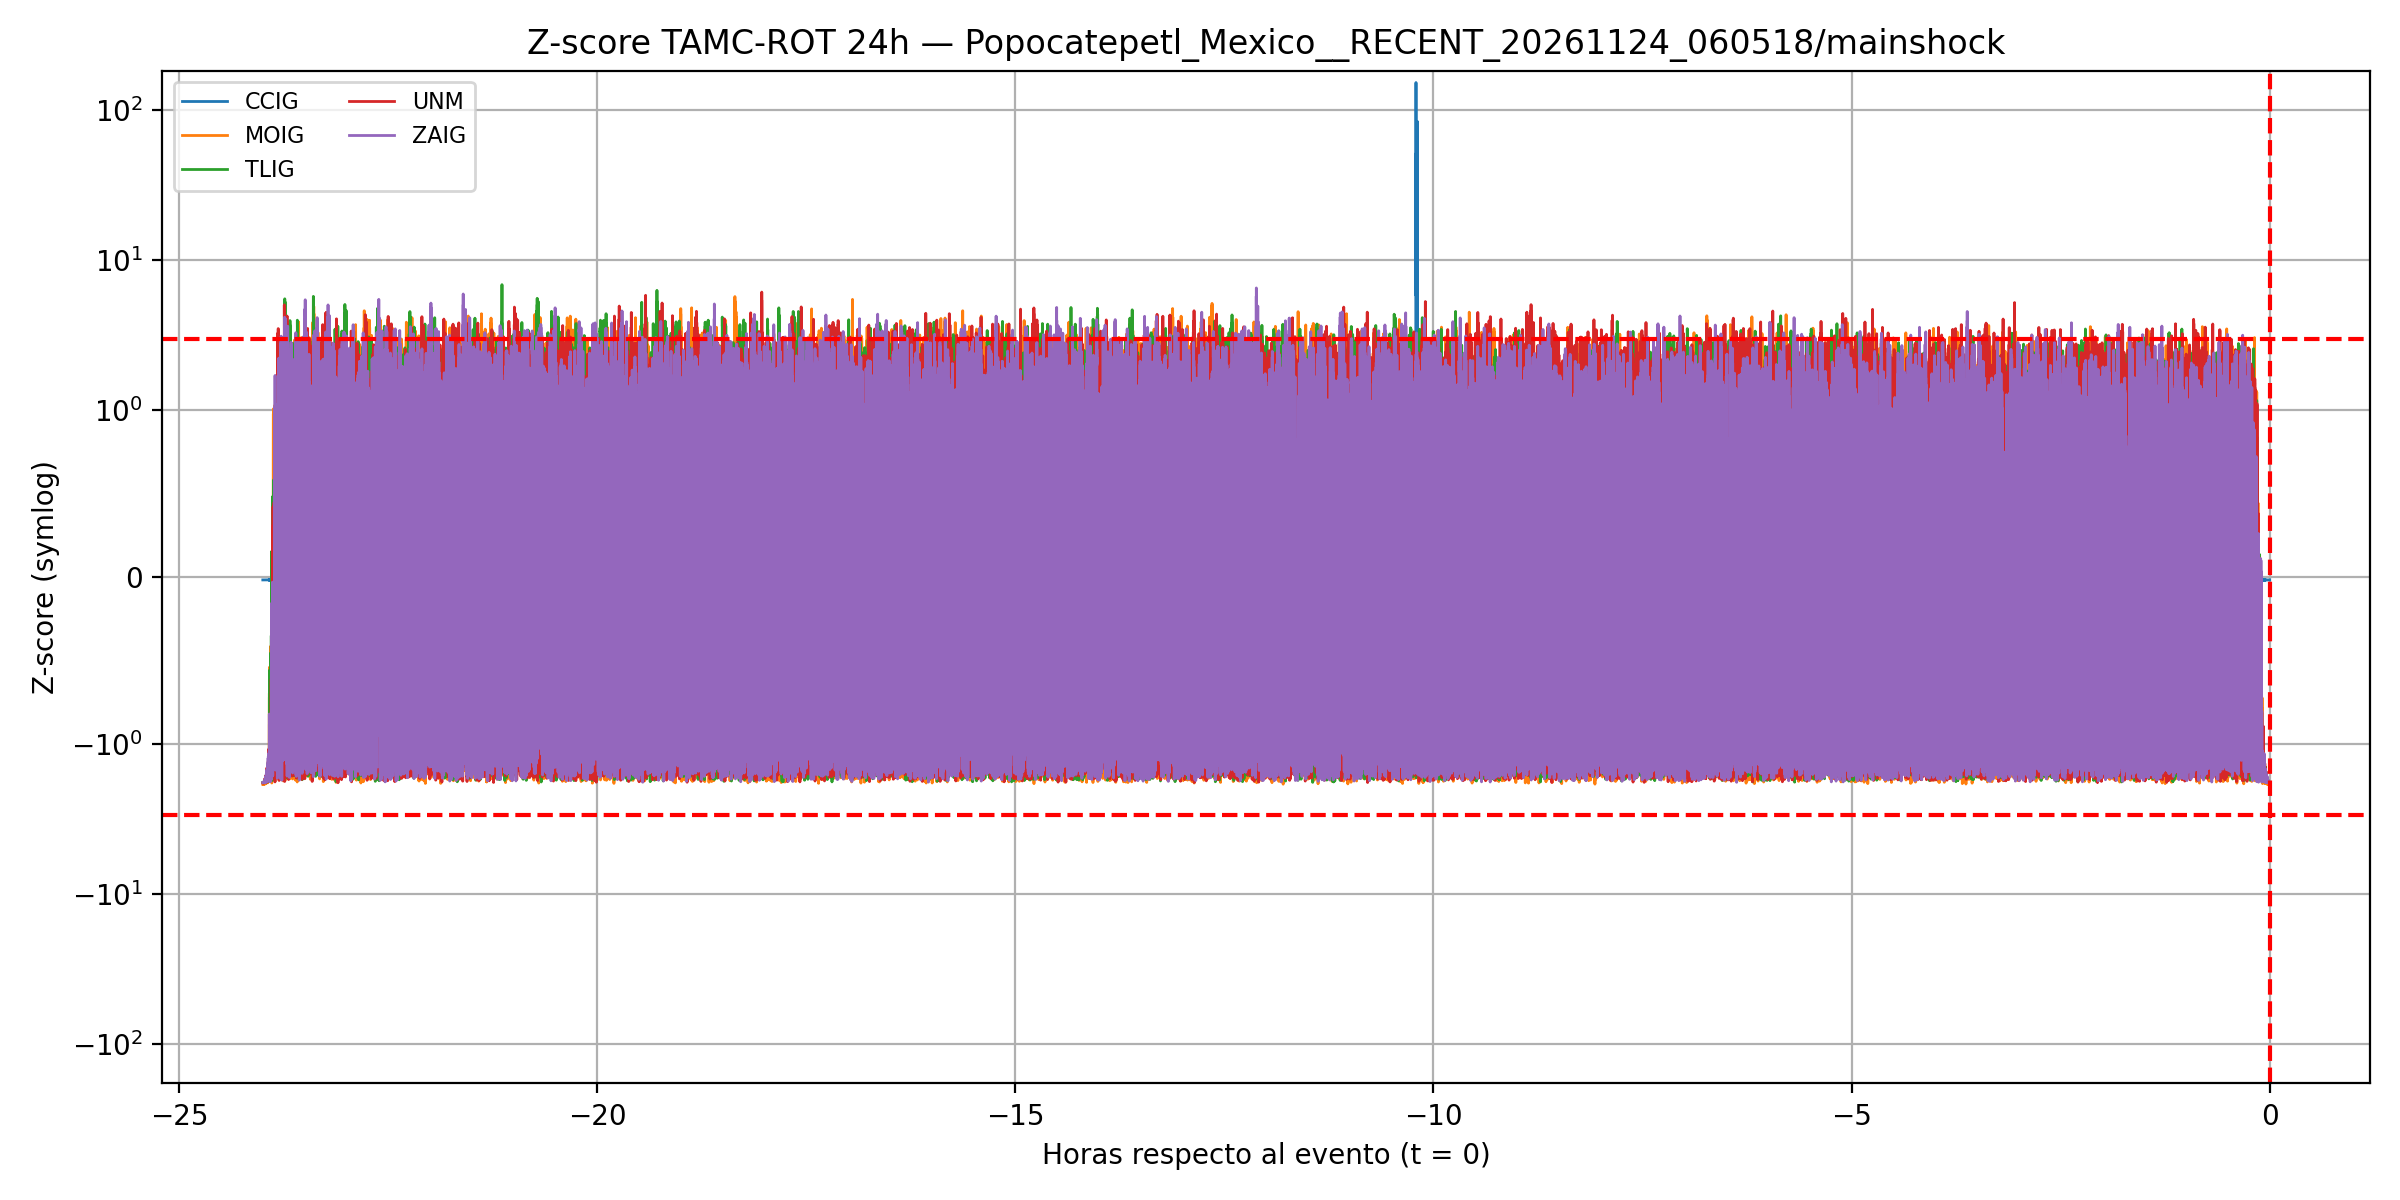 Z-score TAMC-ROT 24h — Popocatepetl_Mexico__RECENT_20261124_060518/mainshock
CCIG
MOIG
TLIG
UNM
ZAIG
10²
10¹
10⁰
0
−10⁰
−10¹
−10²
Z-score (symlog)
−25
−20
−15
−10
−5
0
Horas respecto al evento (t = 0)